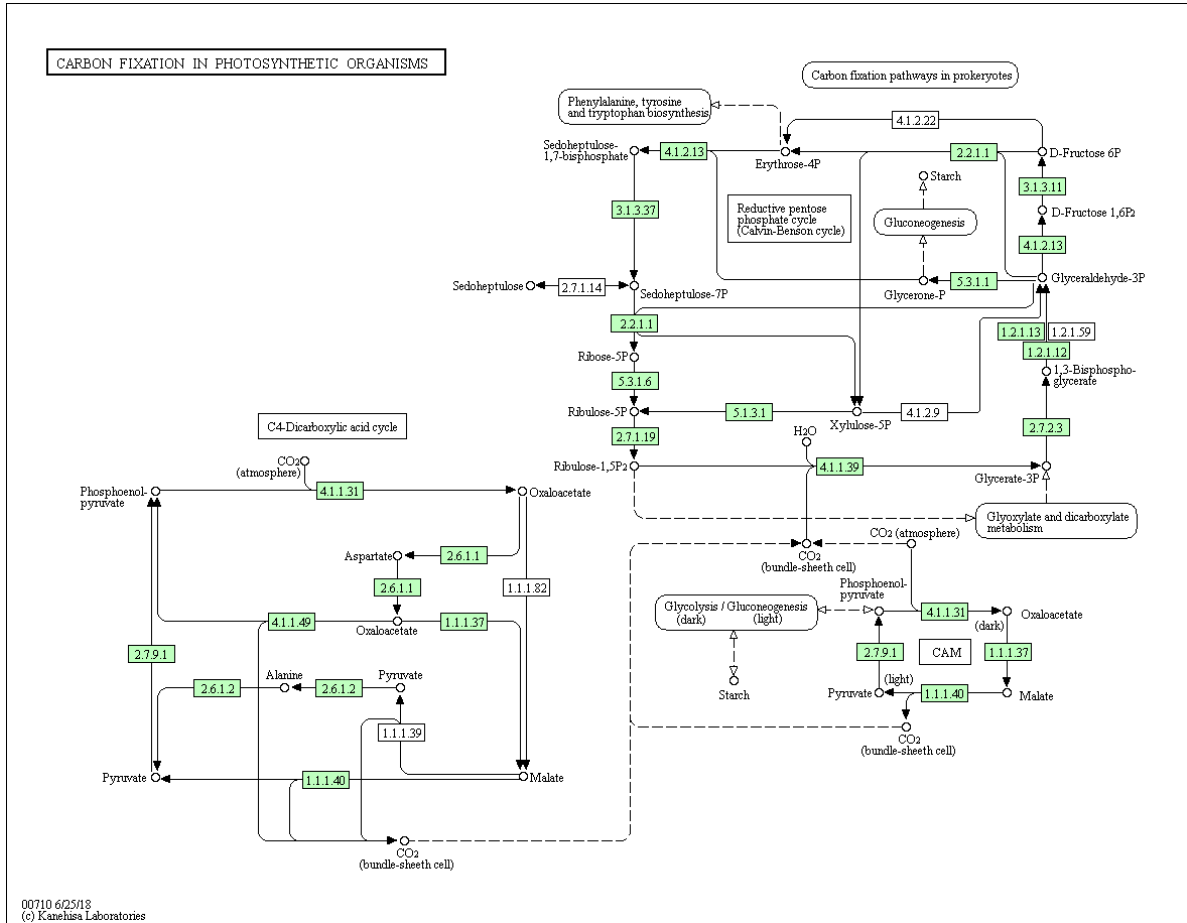 CARBON FIXATION IN PHOTOSYNTHETIC ORGANISMS
Carbon fixation pathways in prokeryotes
Phenylalanine, tyrosine
and tryptophan biosynthesis
4.1.2.22
Sedoheptulose-
1,7-bisphosphate
4.1.2.13
Erythrose-4P
2.2.1.1
D-Fructose 6P
Starch
3.1.3.11
3.1.3.37
Reductive pentose
phosphate cycle
(Calvin-Benson cycle)
Gluconeogenesis
D-Fructose 1,6P2
4.1.2.13
Sedoheptulose
2.7.1.14
Sedoheptulose-7P
Glycerone-P
5.3.1.1
Glyceraldehyde-3P
2.2.1.1
1.2.1.13
1.2.1.59
1.2.1.12
Ribose-5P
1,3-Bisphospho-
glycerate
5.3.1.6
Ribulose-5P
5.1.3.1
Xylulose-5P
4.1.2.9
C4-Dicarboxylic acid cycle
2.7.1.19
H2O
2.7.2.3
CO2
(atmosphere)
Ribulose-1,5P2
4.1.1.39
Glycerate-3P
Phosphoenol-
pyruvate
4.1.1.31
Oxaloacetate
Glyoxylate and dicarboxylate
metabolism
CO2 (atmosphere)
Aspartate
2.6.1.1
CO2
(bundle-sheeth cell)
2.6.1.1
1.1.1.82
Phosphoenol-
pyruvate
Glycolysis / Gluconeogenesis
(dark) (light)
4.1.1.31
Oxaloacetate
(dark)
4.1.1.49
Oxaloacetate
1.1.1.37
2.7.9.1
2.7.9.1
CAM
1.1.1.37
Alanine
Pyruvate
2.6.1.2
2.6.1.2
Starch
Pyruvate
(light)
1.1.1.40
Malate
1.1.1.39
CO2
(bundle-sheeth cell)
Pyruvate
1.1.1.40
Malate
CO2
(bundle-sheeth cell)
00710 6/25/18
(c) Kanehisa Laboratories